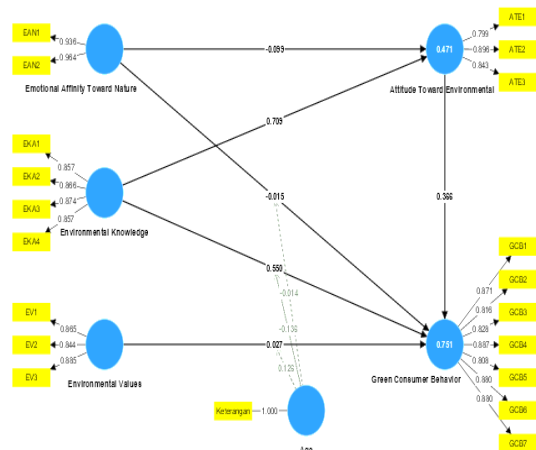 EAN1
EAN2
0.936
0.964
Emotional Affinity Toward Nature
-0.099
0.471
Attitude Toward Environmental
0.799
0.896
0.843
ATE1
ATE2
ATE3
EKA1
EKA2
EKA3
EKA4
0.857
0.866
0.874
0.857
Environmental Knowledge
0.709
-0.015
0.366
0.550
-0.014
-0.136
0.126
EV1
EV2
EV3
0.865
0.844
0.885
Environmental Values
0.027
0.751
Green Consumer Behavior
0.871
0.816
0.828
0.887
0.808
0.880
0.880
GCB1
GCB2
GCB3
GCB4
GCB5
GCB6
GCB7
Keterangan
1.000